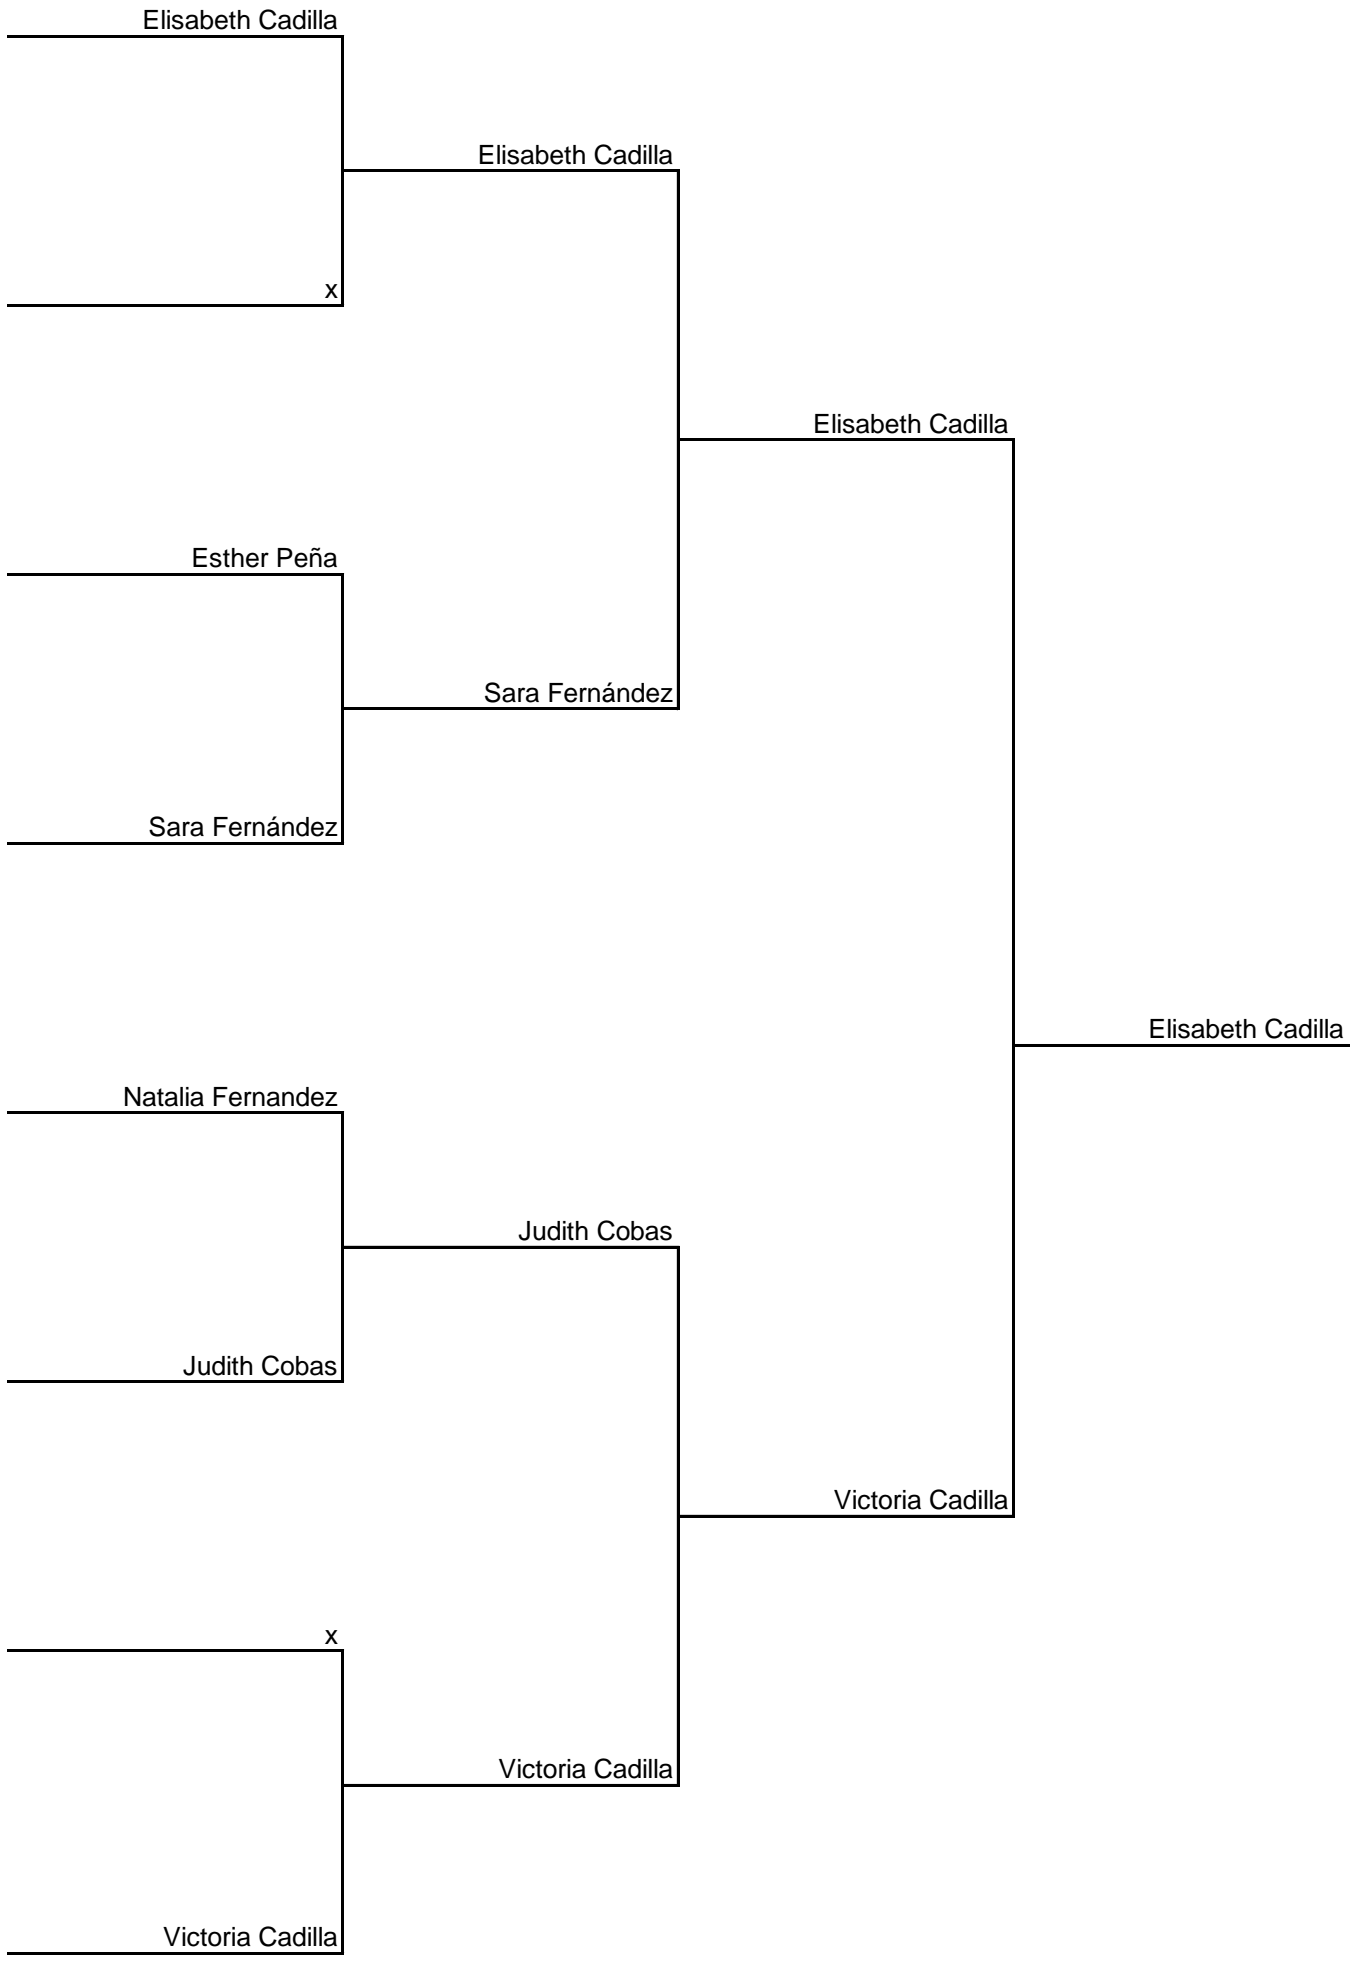 Elisabeth Cadilla
Elisabeth Cadilla
x
Elisabeth Cadilla
Esther Peña
Sara Fernández
Sara Fernández
Elisabeth Cadilla
Natalia Fernandez
Judith Cobas
Judith Cobas
Victoria Cadilla
x
Victoria Cadilla
Victoria Cadilla